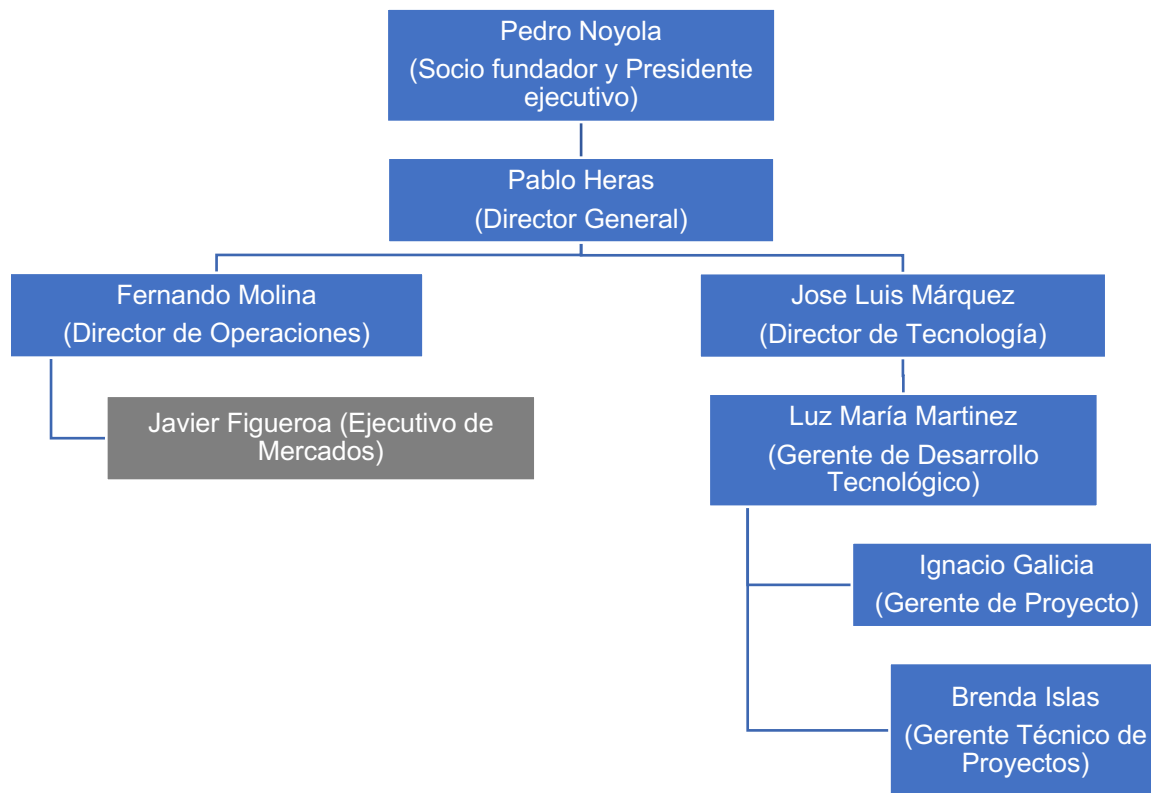 Pedro Noyola
(Socio fundador y Presidente
ejecutivo)
Pablo Heras
(Director General)
Fernando Molina
(Director de Operaciones)
Jose Luis Márquez
(Director de Tecnología)
Javier Figueroa (Ejecutivo de
Mercados)
Luz María Martinez
(Gerente de Desarrollo
Tecnológico)
Ignacio Galicia
(Gerente de Proyecto)
Brenda Islas
(Gerente Técnico de
Proyectos)